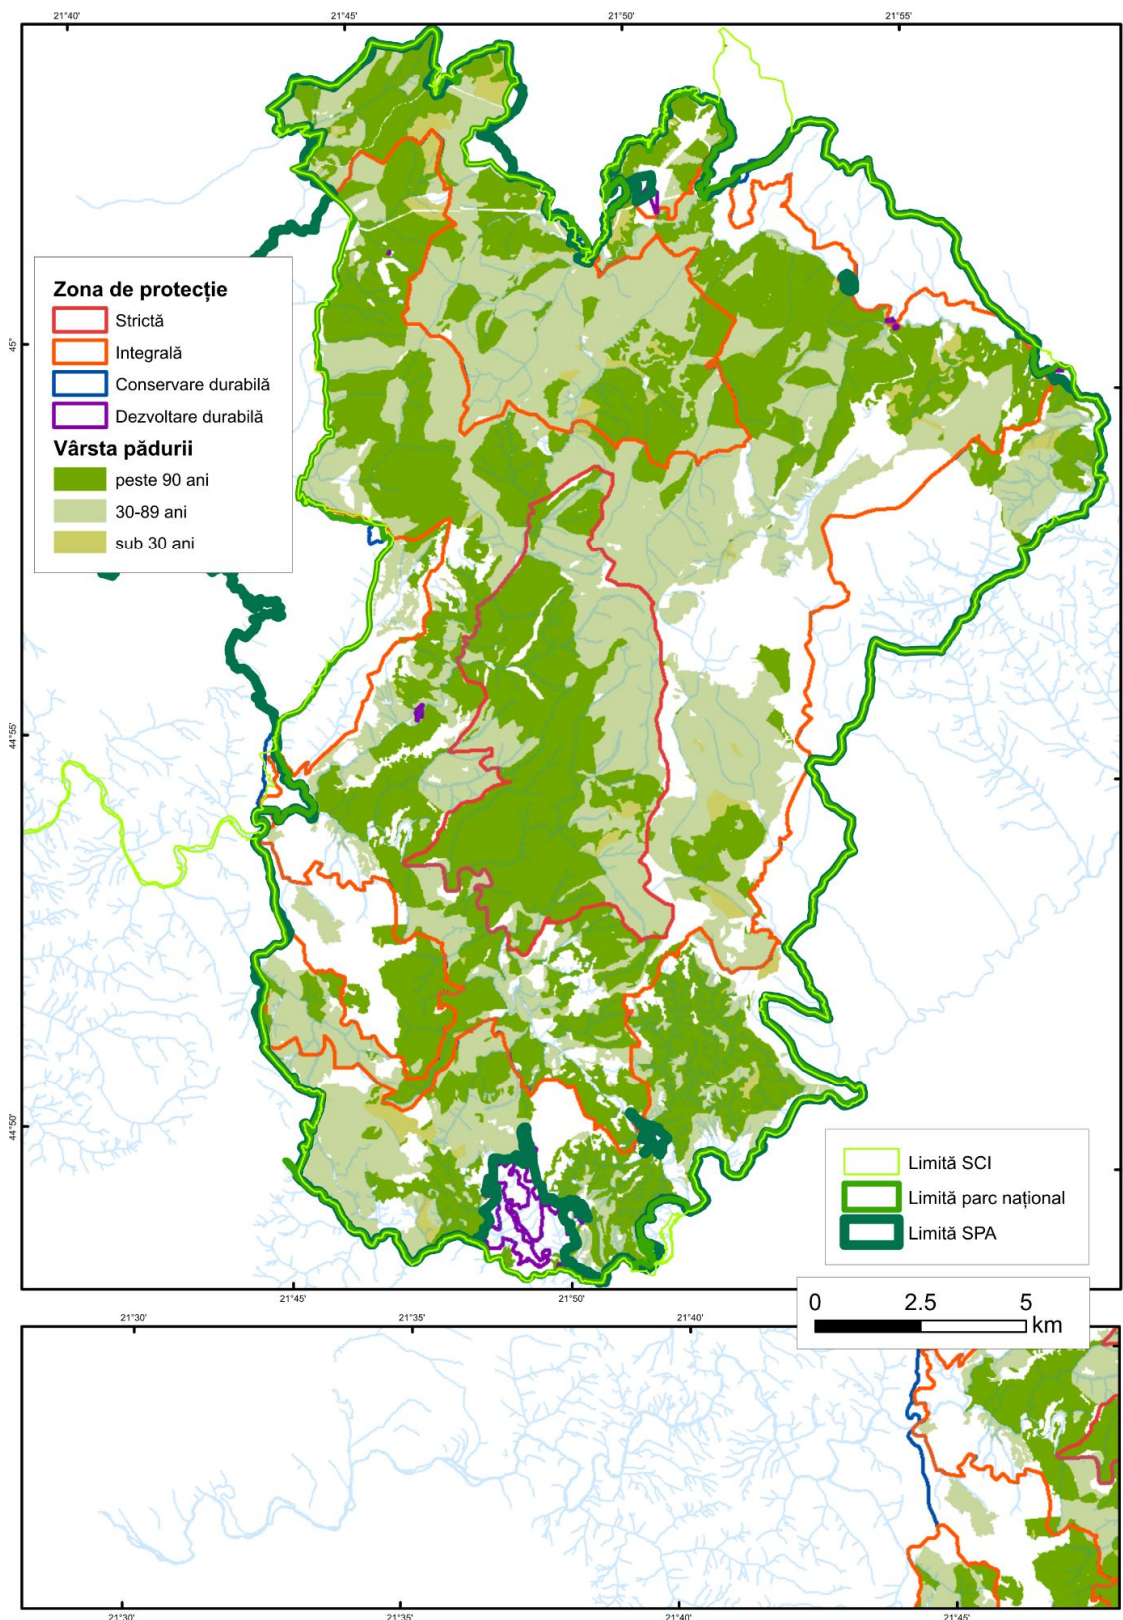 21°40'
21°45'
21°50'
21°55'
Zona de protecție
Strictă
Integrală
Conservare durabilă
Dezvoltare durabilă
Vârsta pădurii
peste 90 ani
30-89 ani
sub 30 ani
45°
44°55'
44°50'
Limită SCI
Limită parc național
Limită SPA
21°45'
21°50'
0 2.5 5
km
21°30'
21°35'
21°40'
21°30'
21°35'
21°40'
21°45'